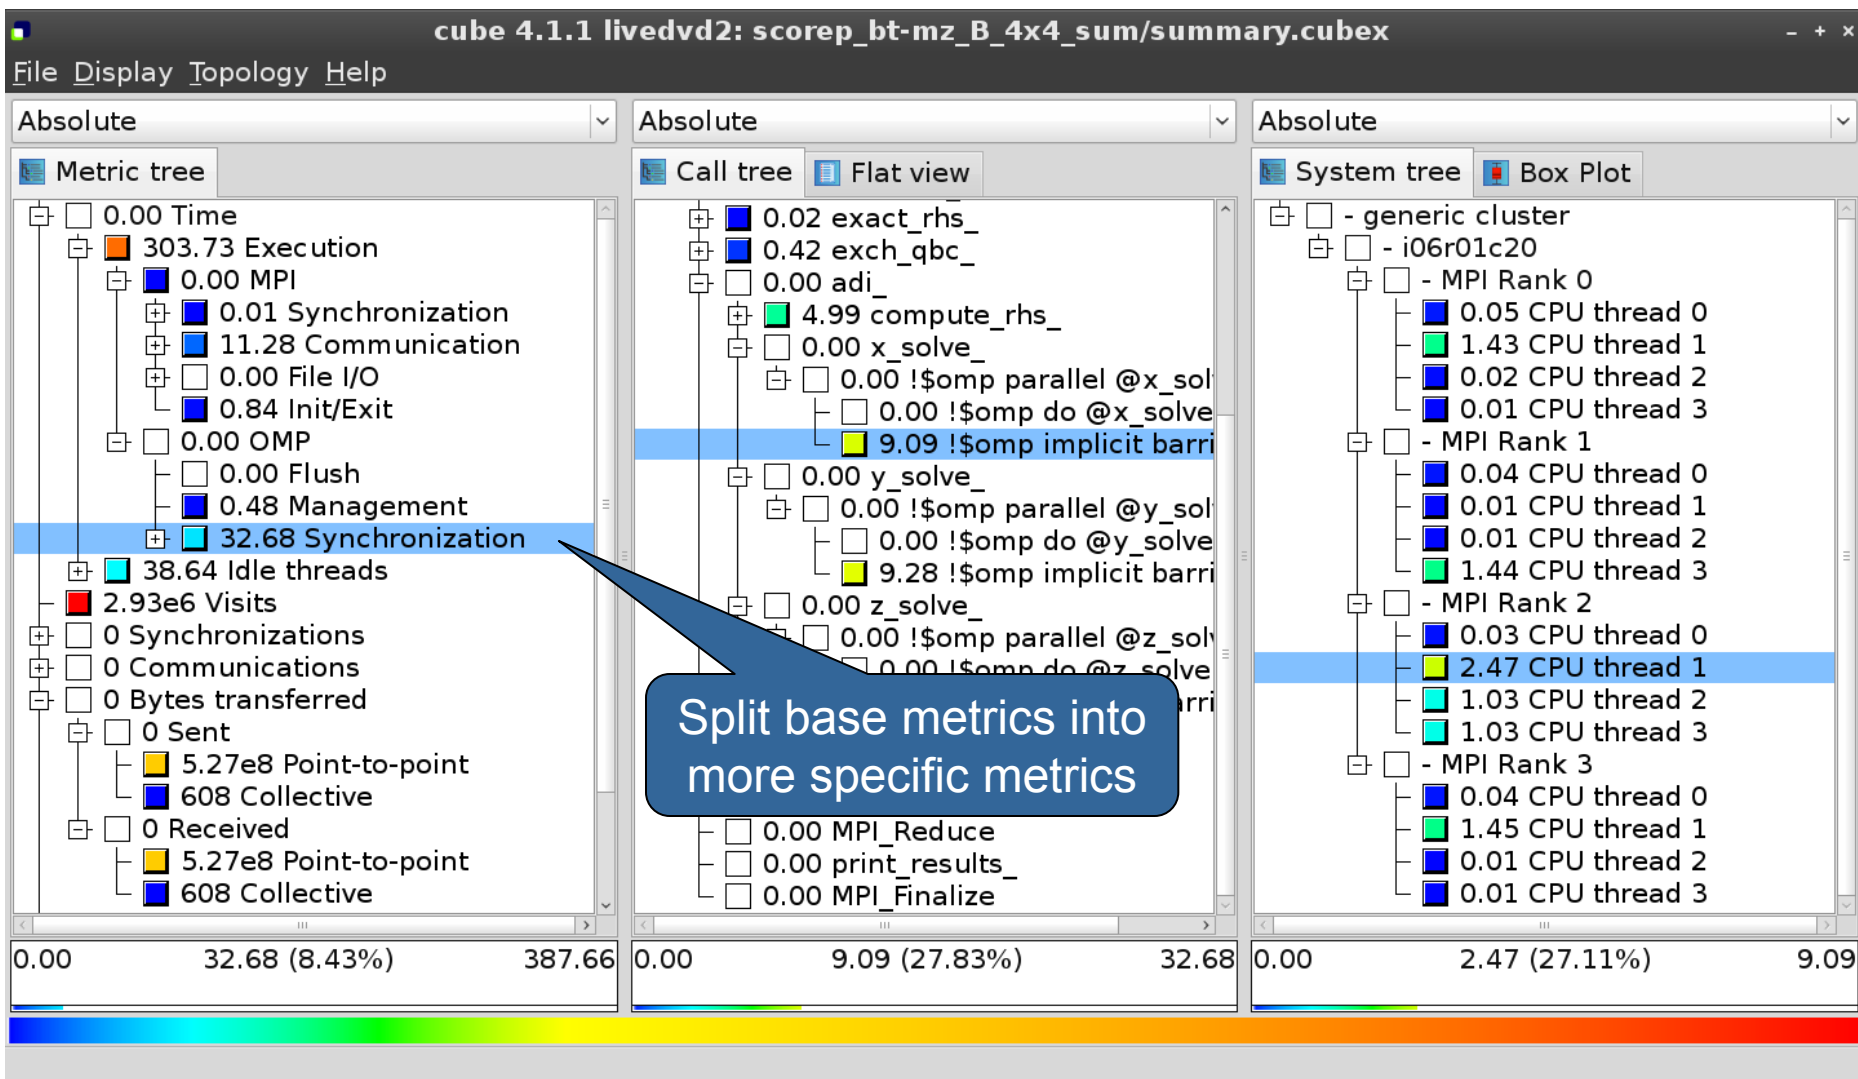 cube 4.1.1 livedvd2: scorep_bt-mz_B_4x4_sum/summary.cubex
File Display Topology Help
Absolute
Metric tree
0.00 Time
303.73 Execution
0.00 MPI
0.01 Synchronization
11.28 Communication
0.00 File I/O
0.84 Init/Exit
0.00 OMP
0.00 Flush
0.48 Management
32.68 Synchronization
38.64 Idle threads
2.93e6 Visits
0 Synchronizations
0 Communications
0 Bytes transferred
0 Sent
5.27e8 Point-to-point
608 Collective
0 Received
5.27e8 Point-to-point
608 Collective
0.00 32.68 (8.43%) 387.66
Absolute
Call tree Flat view
0.02 exact_rhs_
0.42 exch_qbc_
0.00 adi_
4.99 compute_rhs_
0.00 x_solve_
0.00 !$omp parallel @x_sol
0.00 !$omp do @x_solve
9.09 !$omp implicit barri
0.00 y_solve_
0.00 !$omp parallel @y_sol
0.00 !$omp do @y_solve
9.28 !$omp implicit barri
0.00 z_solve_
0.00 !$omp parallel @z_solv
0.00 !$omp do @z_solve
arri
Split base metrics into
more specific metrics
0.00 MPI_Reduce
0.00 print_results_
0.00 MPI_Finalize
0.00 9.09 (27.83%) 32.68
Absolute
System tree Box Plot
- generic cluster
- i06r01c20
- MPI Rank 0
0.05 CPU thread 0
1.43 CPU thread 1
0.02 CPU thread 2
0.01 CPU thread 3
- MPI Rank 1
0.04 CPU thread 0
0.01 CPU thread 1
0.01 CPU thread 2
1.44 CPU thread 3
- MPI Rank 2
0.03 CPU thread 0
2.47 CPU thread 1
1.03 CPU thread 2
1.03 CPU thread 3
- MPI Rank 3
0.04 CPU thread 0
1.45 CPU thread 1
0.01 CPU thread 2
0.01 CPU thread 3
0.00 2.47 (27.11%) 9.09